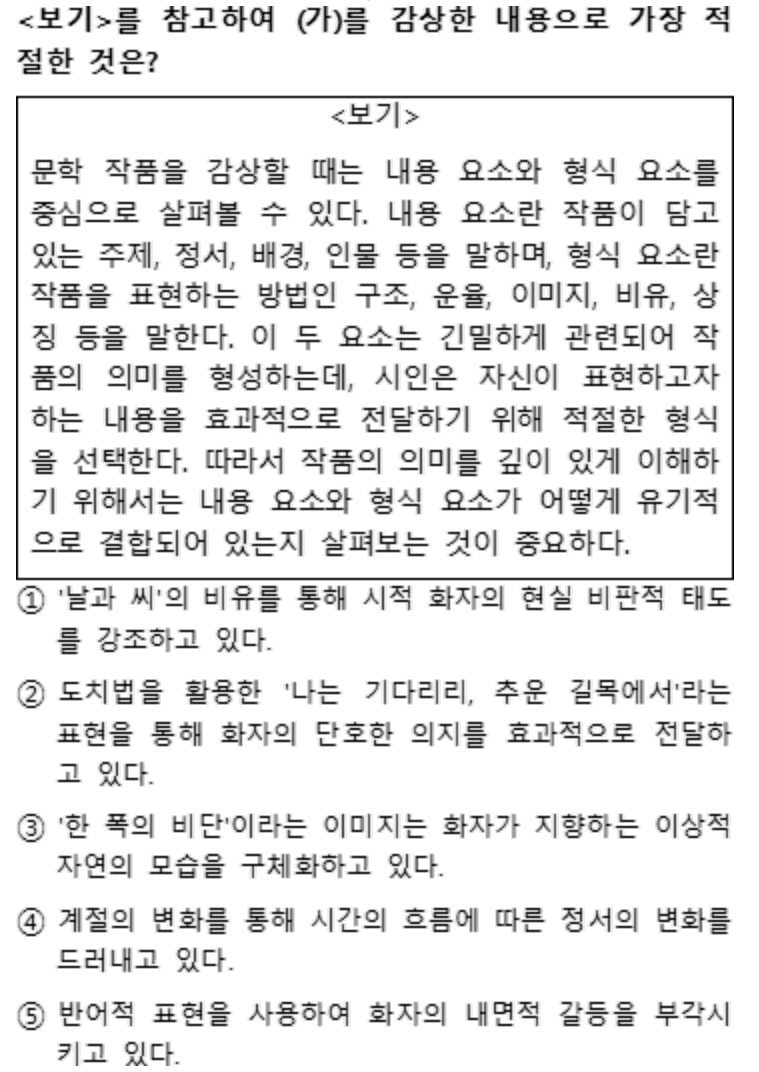 <보기>를 참고하여 (가)를 감상한 내용으로 가장 적
절한 것은?
<보기>
문학 작품을 감상할 때는 내용 요소와 형식 요소를
중심으로 살펴볼 수 있다. 내용 요소란 작품이 담고
있는 주제, 정서, 배경, 인물 등을 말하며, 형식 요소란
작품을 표현하는 방법인 구조, 운율, 이미지, 비유, 상
징 등을 말한다. 이 두 요소는 긴밀하게 관련되어 작
품의 의미를 형성하는데, 시인은 자신이 표현하고자
하는 내용을 효과적으로 전달하기 위해 적절한 형식
을 선택한다. 따라서 작품의 의미를 깊이 있게 이해하
기 위해서는 내용 요소와 형식 요소가 어떻게 유기적
으로 결합되어 있는지 살펴보는 것이 중요하다.
① '날과 씨'의 비유를 통해 시적 화자의 현실 비판적 태도
를 강조하고 있다.
② 도치법을 활용한 '나는 기다리리, 추운 길목에서'라는
표현을 통해 화자의 단호한 의지를 효과적으로 전달하
고 있다.
③ '한 폭의 비단'이라는 이미지는 화자가 지향하는 이상적
자연의 모습을 구체화하고 있다.
④ 계절의 변화를 통해 시간의 흐름에 따른 정서의 변화를
드러내고 있다.
⑤ 반어적 표현을 사용하여 화자의 내면적 갈등을 부각시
키고 있다.